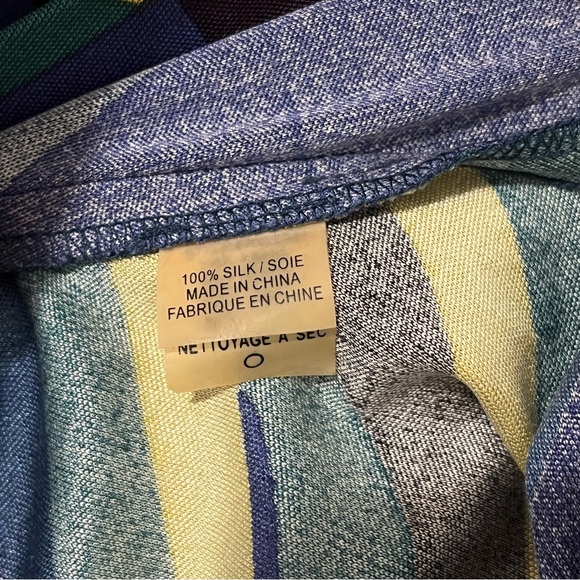 100% SILK / SOIE
MADE IN CHINA
FABRIQUE EN CHINE
NETTOYAGE A SEC